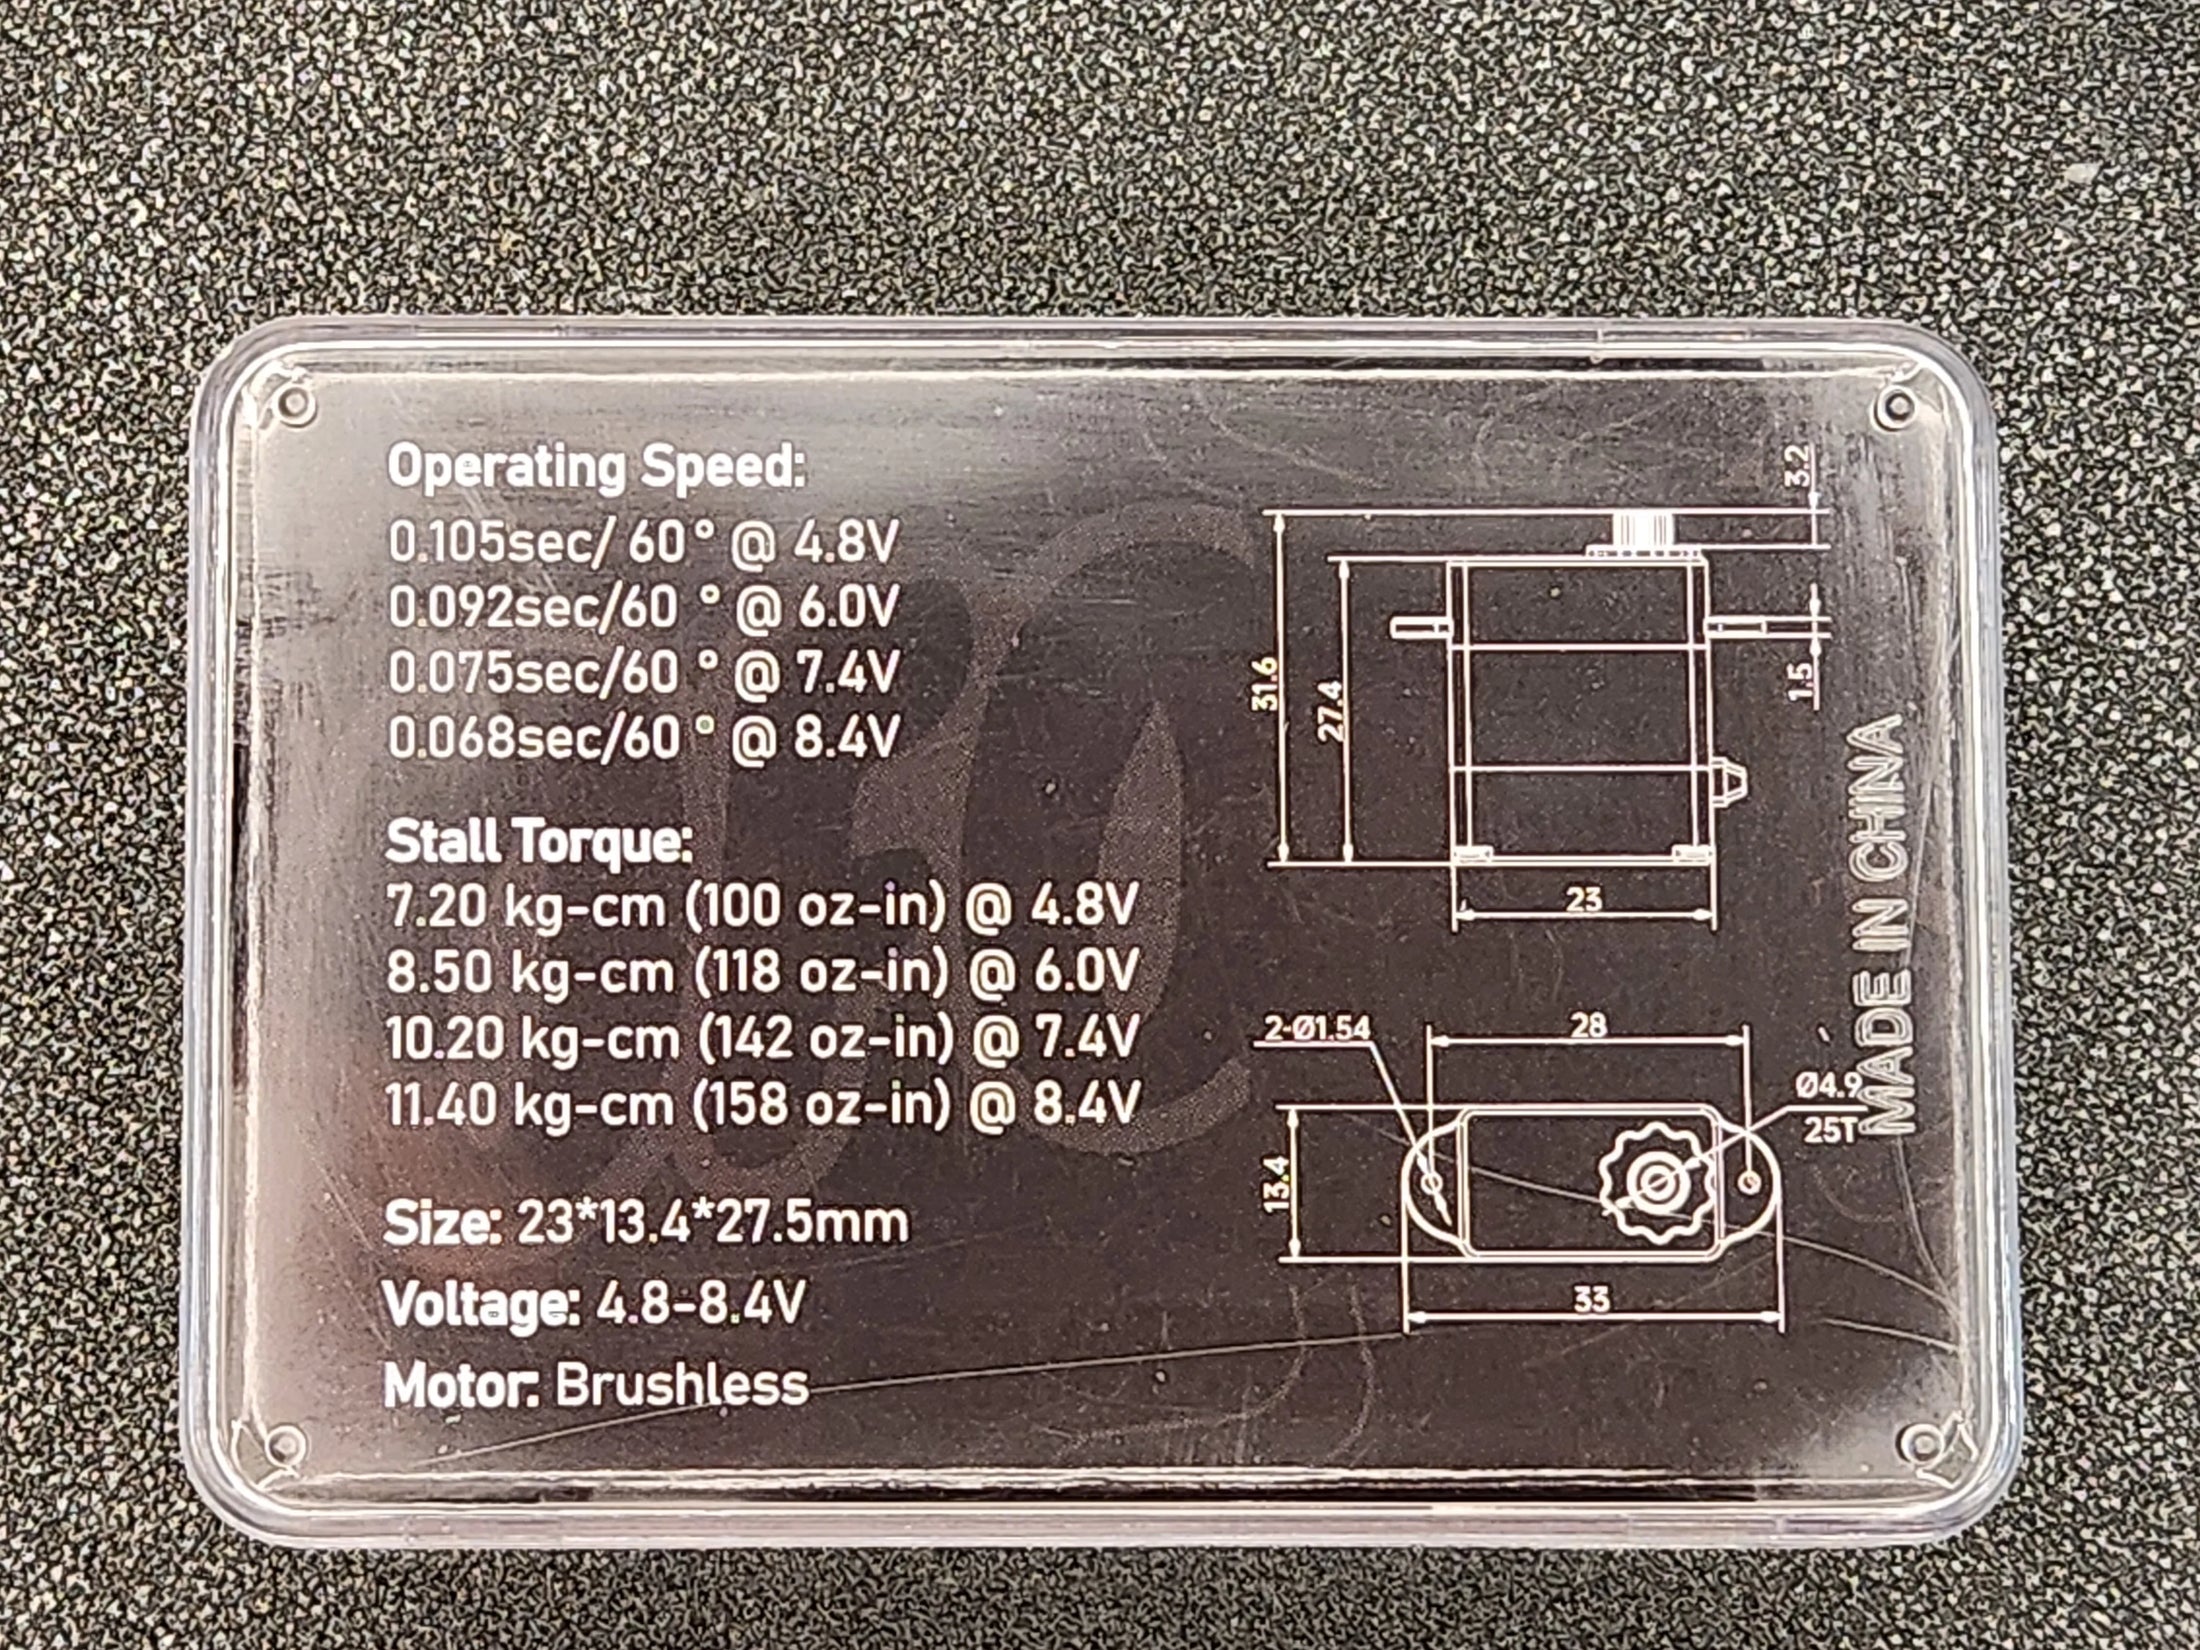 Operating Speed:
0.105sec/ 60° @ 4.8V
0.092sec/60 ° @ 6.0V
0.075sec/60 ° @ 7.4V
0.068sec/60 ° @ 8.4V
Stall Torque:
7.20 kg-cm (100 oz-in) @ 4.8V
8.50 kg-cm (118 oz-in) @ 6.0V
10.20 kg-cm (142 oz-in) @ 7.4V
11.40 kg-cm (158 oz-in) @ 8.4V
Size: 23*13.4*27.5mm
Voltage: 4.8-8.4V
Motor: Brushless
3.2
31.6
27.4
1.5
23
2-Ø1.54
28
Ø4.9
25T
13.4
33
MADE IN CHINA